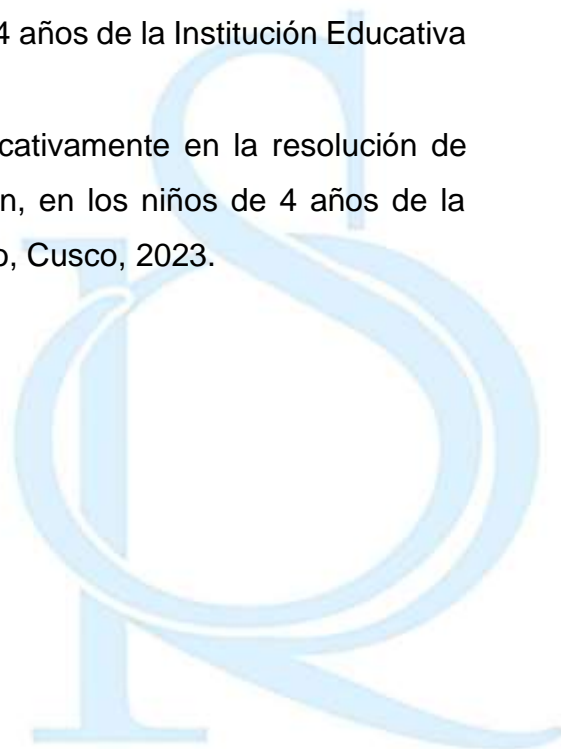 4 años de la Institución Educativa
cativamente en la resolución de
n, en los niños de 4 años de la
o, Cusco, 2023.